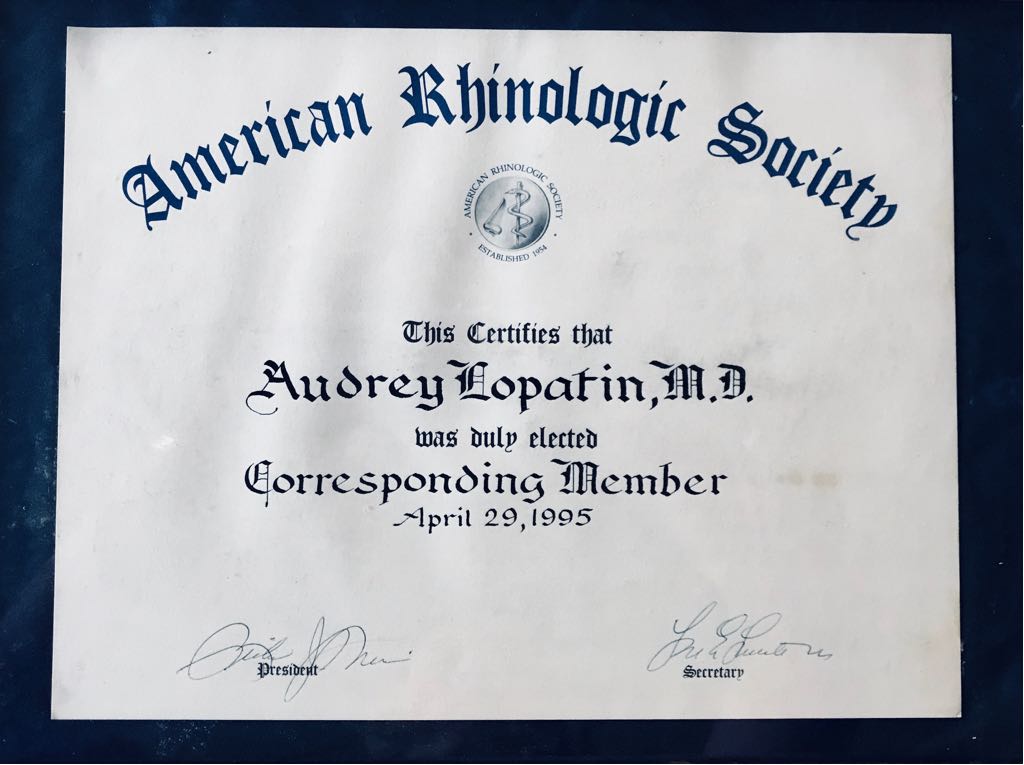 American Rhinologic Society
AMERICAN RHINOLOGIC SOCIETY
• ESTABLISHED 1954 •
This Certifies that
Audrey Lopatin, M.D.
was duly elected
Corresponding Member
April 29, 1995
President
Secretary